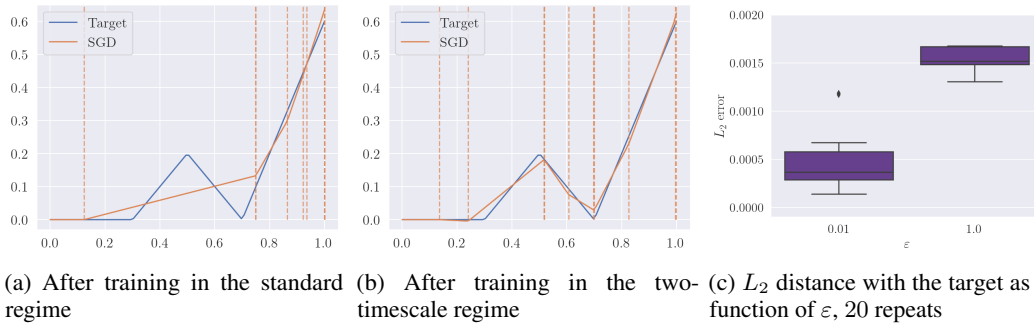 0.6
0.5
0.4
0.3
0.2
0.1
0.0
Target
SGD
0.0 0.2 0.4 0.6 0.8 1.0
0.6
0.5
0.4
0.3
0.2
0.1
0.0
Target
SGD
0.0 0.2 0.4 0.6 0.8 1.0
0.0020
0.0015
0.0010
0.0005
0.0000
L₂ error
0.01 1.0
ε
(a) After training in the standard
regime
(b) After training in the two-
timescale regime
(c) L₂ distance with the target as
function of ε, 20 repeats